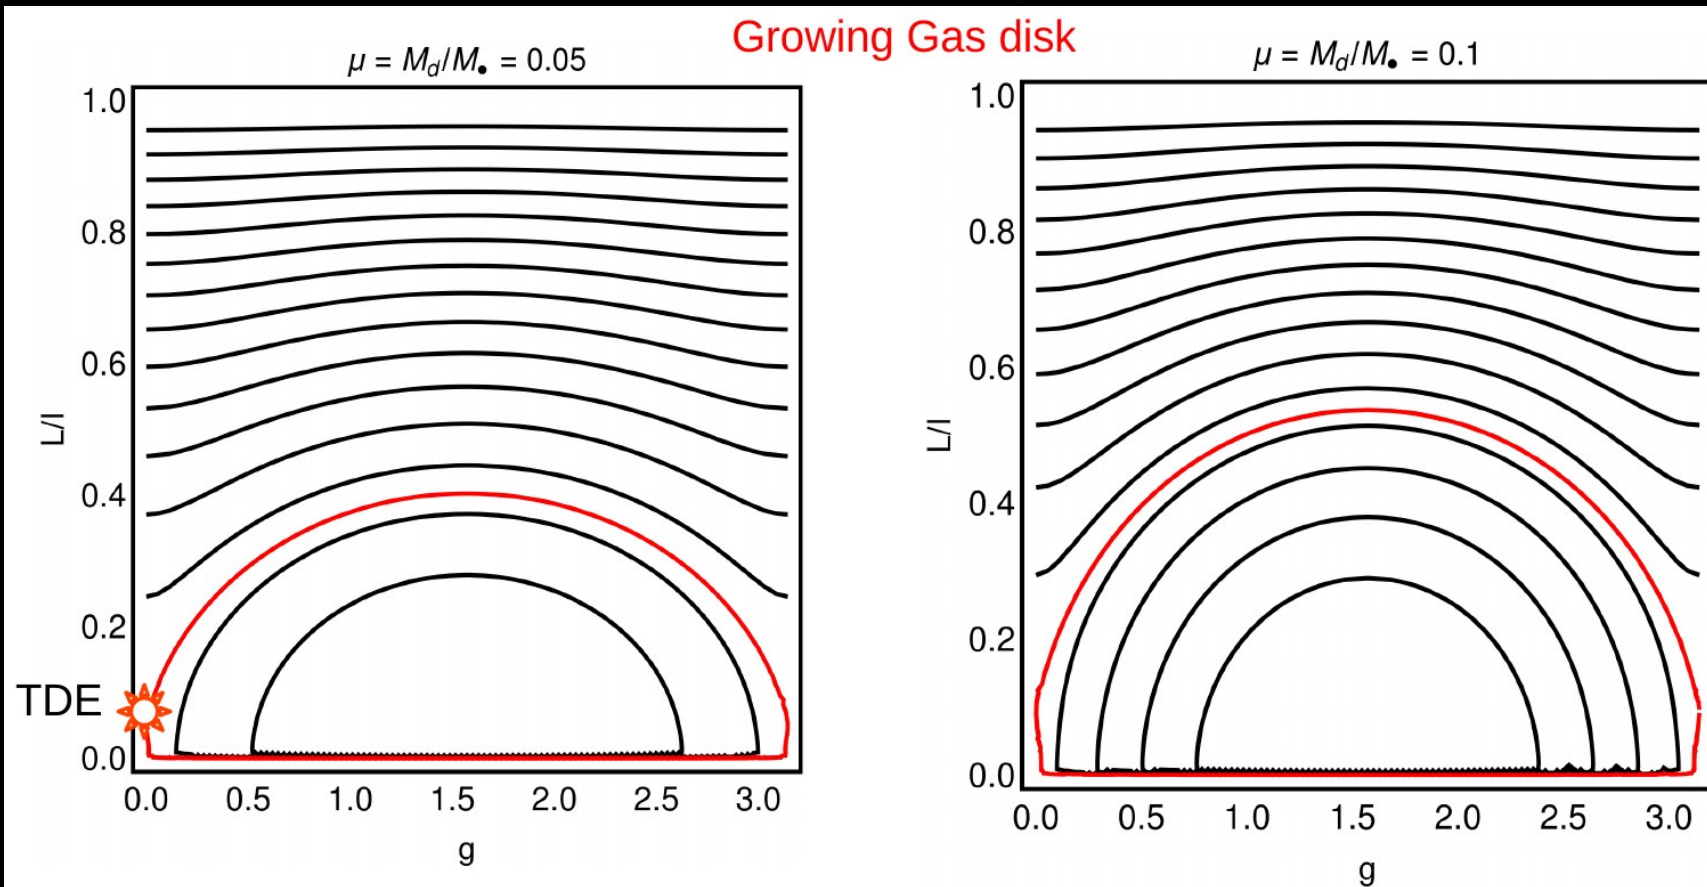 Growing Gas disk
μ = M_d/M_• = 0.05
1.0
0.8
0.6
0.4
0.2
0.0
L/I
TDE
0.0 0.5 1.0 1.5 2.0 2.5 3.0
g
μ = M_d/M_• = 0.1
1.0
0.8
0.6
0.4
0.2
0.0
L/I
0.0 0.5 1.0 1.5 2.0 2.5 3.0
g